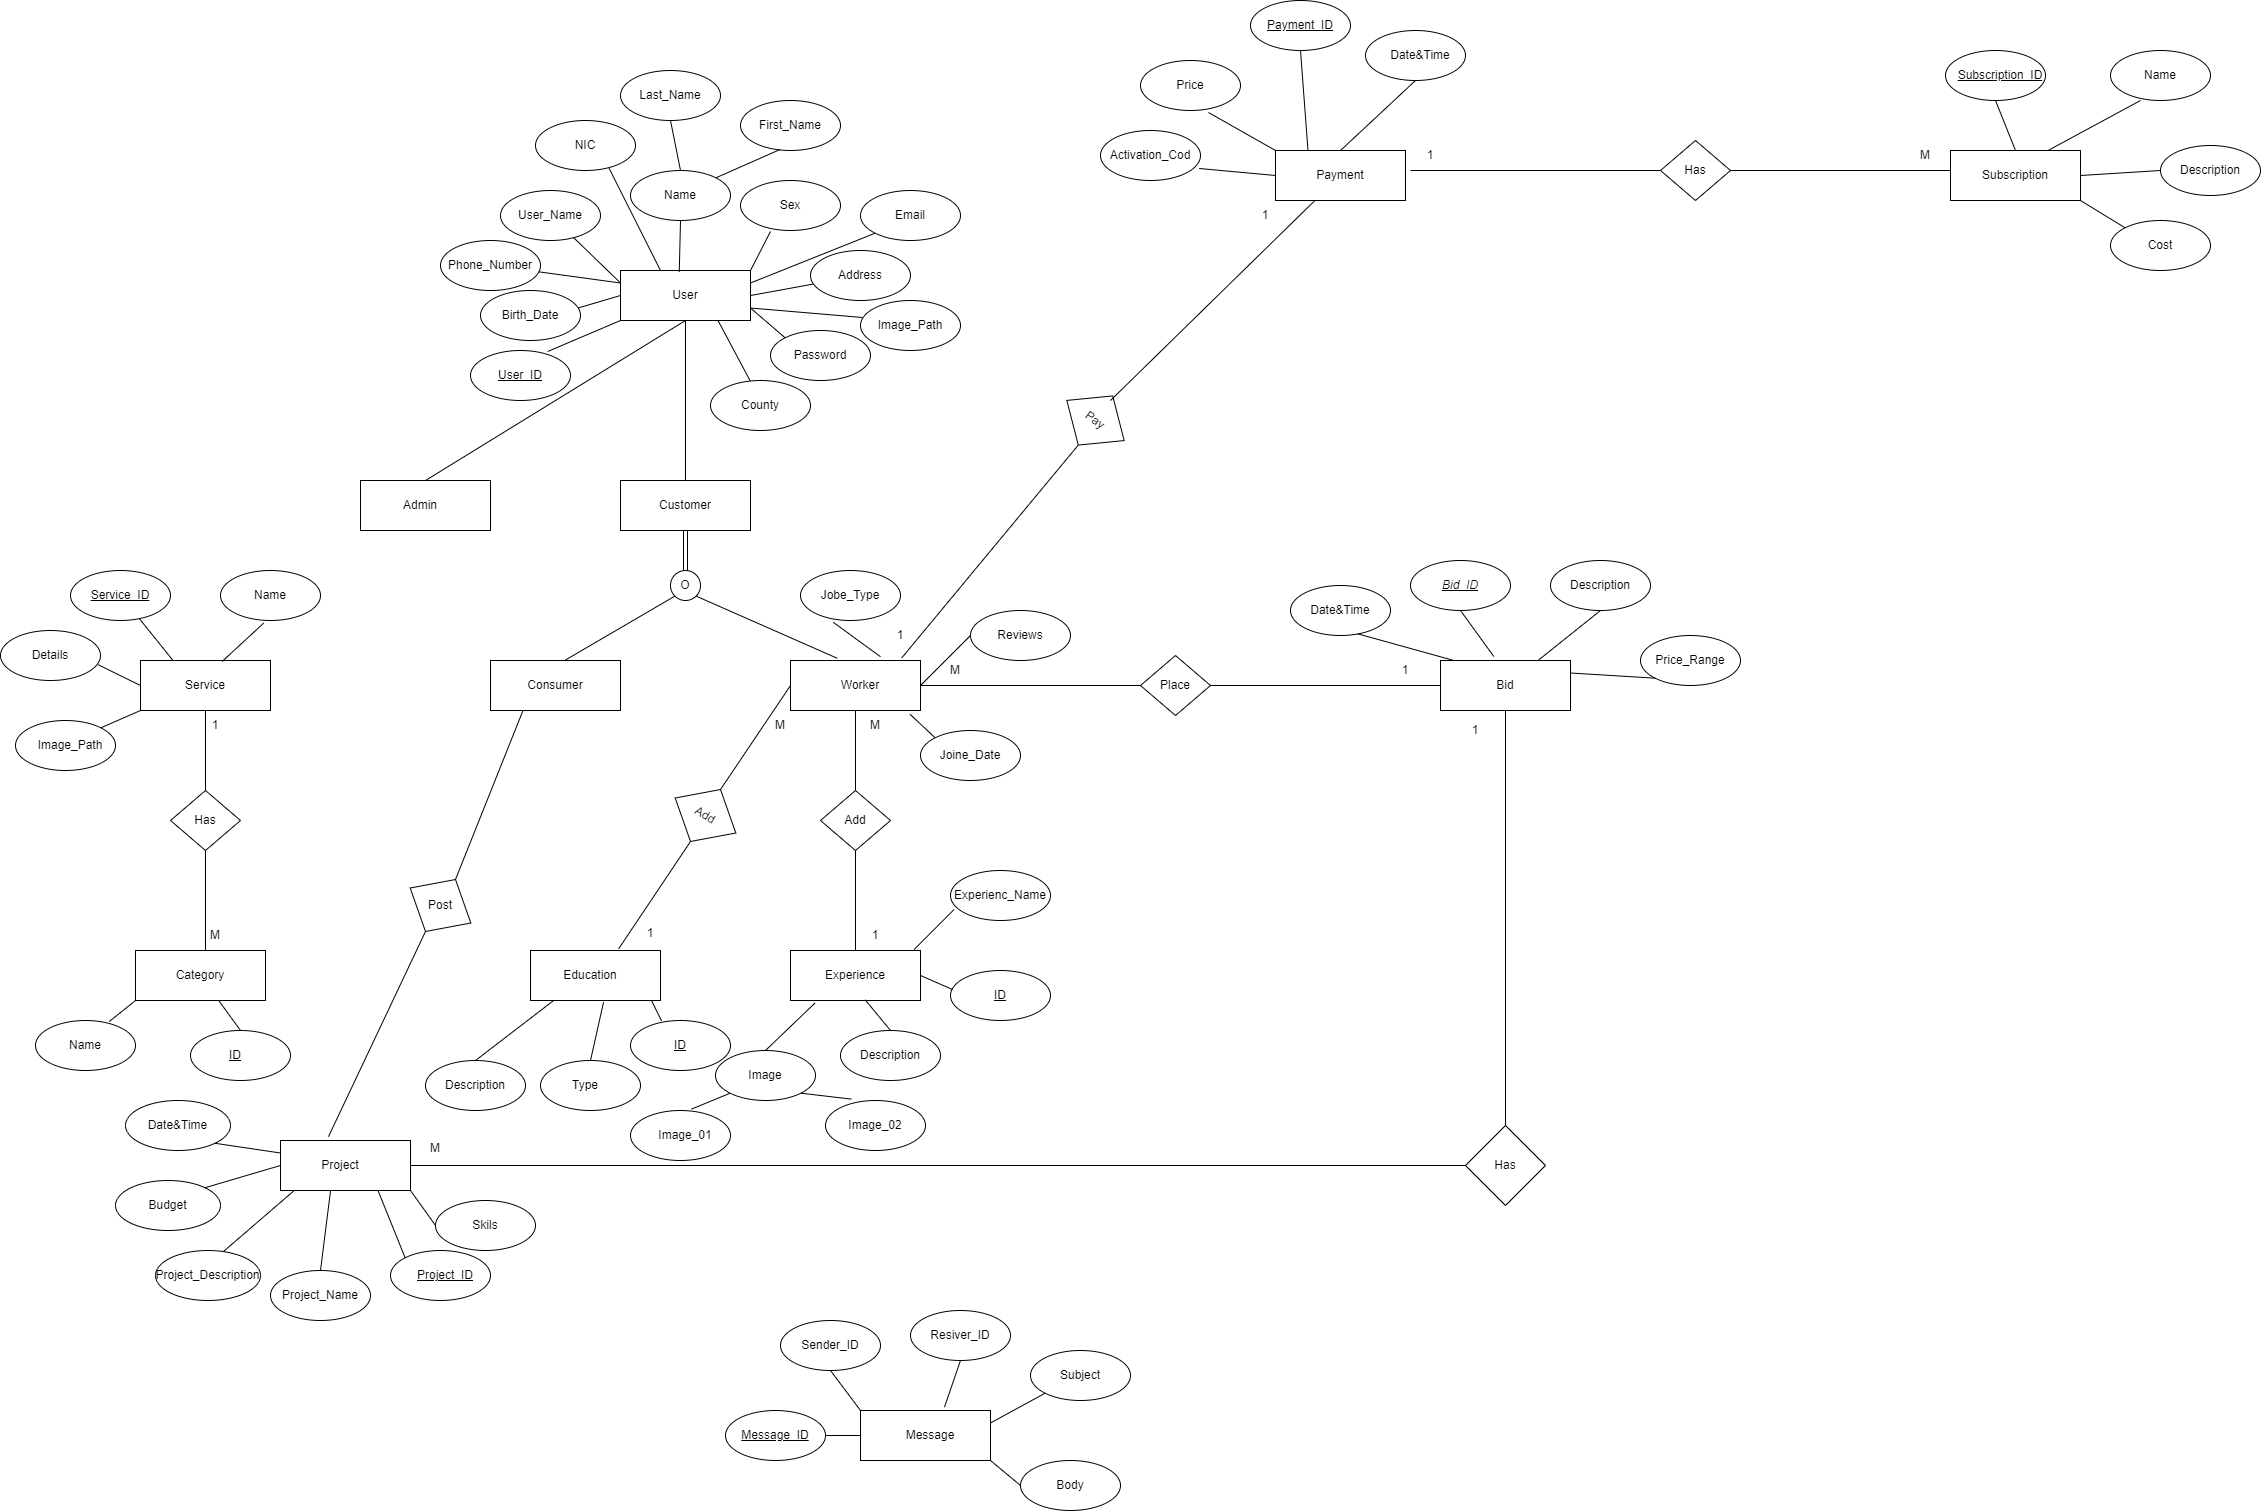 Payment_ID
Date&Time
Subscription_ID
Name
Price
Last_Name
First_Name
NIC
Activation_Cod
Payment
1
Has
M
Subscription
Description
Name
Sex
User_Name
Email
1
Cost
Phone_Number
Address
User
Birth_Date
Image_Path
Password
User_ID
County
Pay
Admin
Customer
O
Service_ID
Name
Jobe_Type
Date&Time
Bid_ID
Description
1
Reviews
Details
Price_Range
M
1
Service
Consumer
Worker
Place
Bid
1
M
M
1
Image_Path
Joine_Date
Has
Add
Add
Experienc_Name
Post
M
1
1
Category
Education
Experience
ID
Name
ID
ID
Description
Image
Description
Type
Date&Time
Image_01
Image_02
M
Project
Has
Budget
Skils
Project_Description
Project_ID
Project_Name
Sender_ID
Resiver_ID
Subject
Message_ID
Message
Body